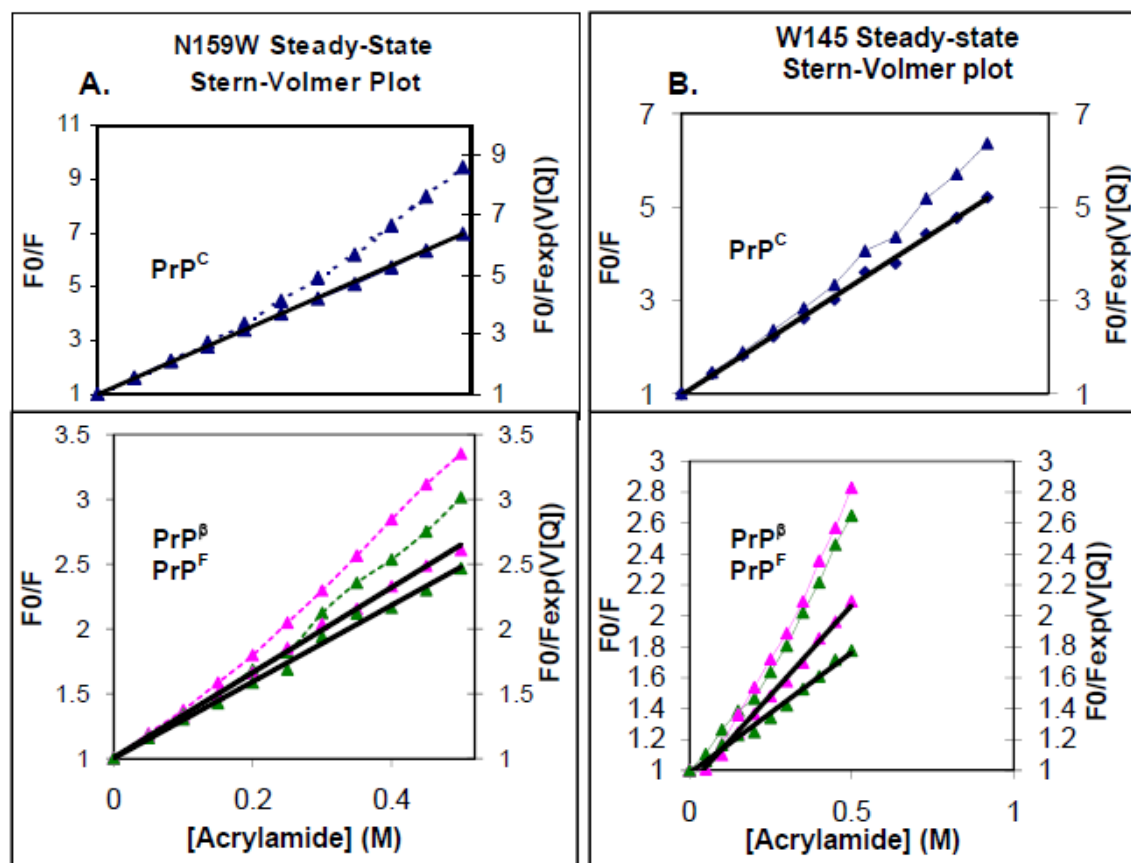 N159W Steady-State
Stern-Volmer Plot
A.
11
9
7
5
3
1
F0/F
PrP^C
9
7
5
3
1
F0/Fexp(V[Q])
3.5
3
2.5
2
1.5
1
F0/F
PrP^β
PrP^F
3.5
3
2.5
2
1.5
1
F0/Fexp(V[Q])
0
0.2
0.4
[Acrylamide] (M)
W145 Steady-state
Stern-Volmer plot
B.
7
5
3
1
F0/F
PrP^C
7
5
3
1
F0/Fexp(V[Q])
3
2.8
2.6
2.4
2.2
2
1.8
1.6
1.4
1.2
1
F0/F
PrP^β
PrP^F
3
2.8
2.6
2.4
2.2
2
1.8
1.6
1.4
1.2
1
F0/Fexp(V[Q])
0
0.5
1
[Acrylamide] (M)